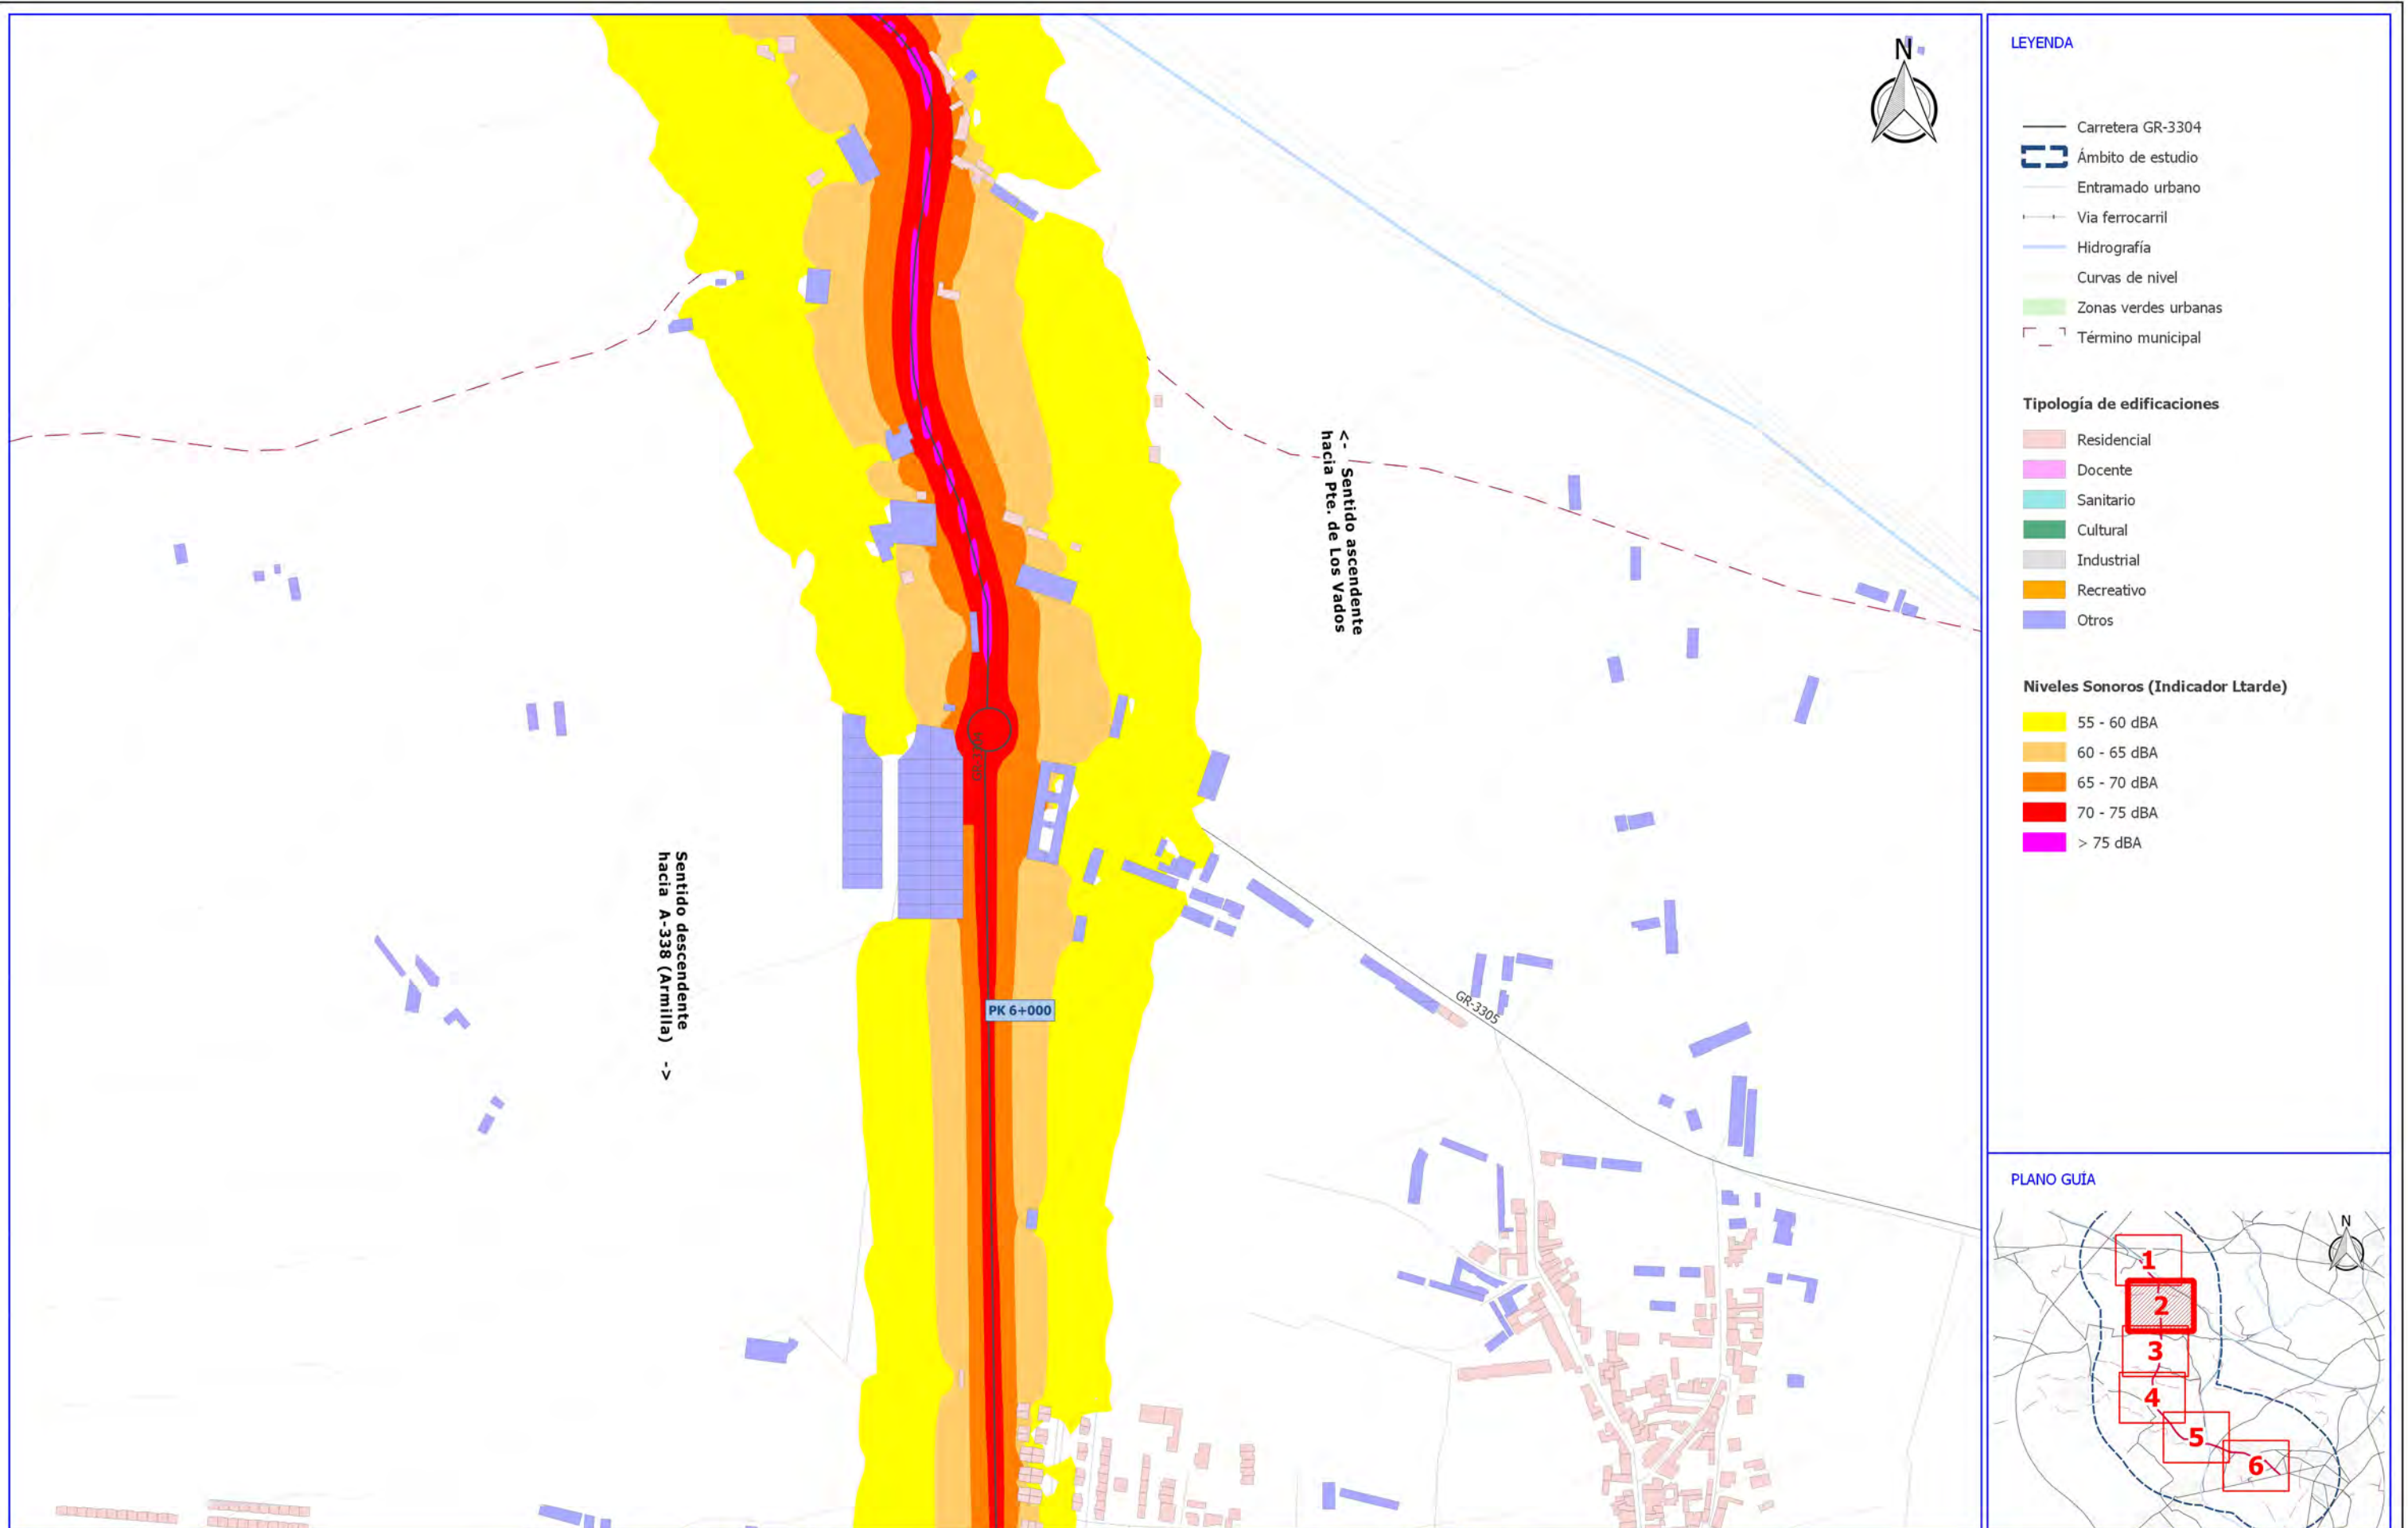 LEYENDA
N
Carretera GR-3304
Ámbito de estudio
Entramado urbano
Via ferrocarril
Hidrografía
Curvas de nivel
Zonas verdes urbanas
Término municipal
Tipología de edificaciones
Residencial
Docente
Sanitario
Cultural
Industrial
Recreativo
Otros
Niveles Sonoros (Indicador Ltarde)
55 - 60 dBA
60 - 65 dBA
65 - 70 dBA
70 - 75 dBA
> 75 dBA
<- Sentido ascendente
hacia Pte. de Los Vados
Sentido descendente
hacia A-338 (Armilla) ->
PK 6+000
GR-3305
PLANO GUÍA
N
1
2
3
4
5
6